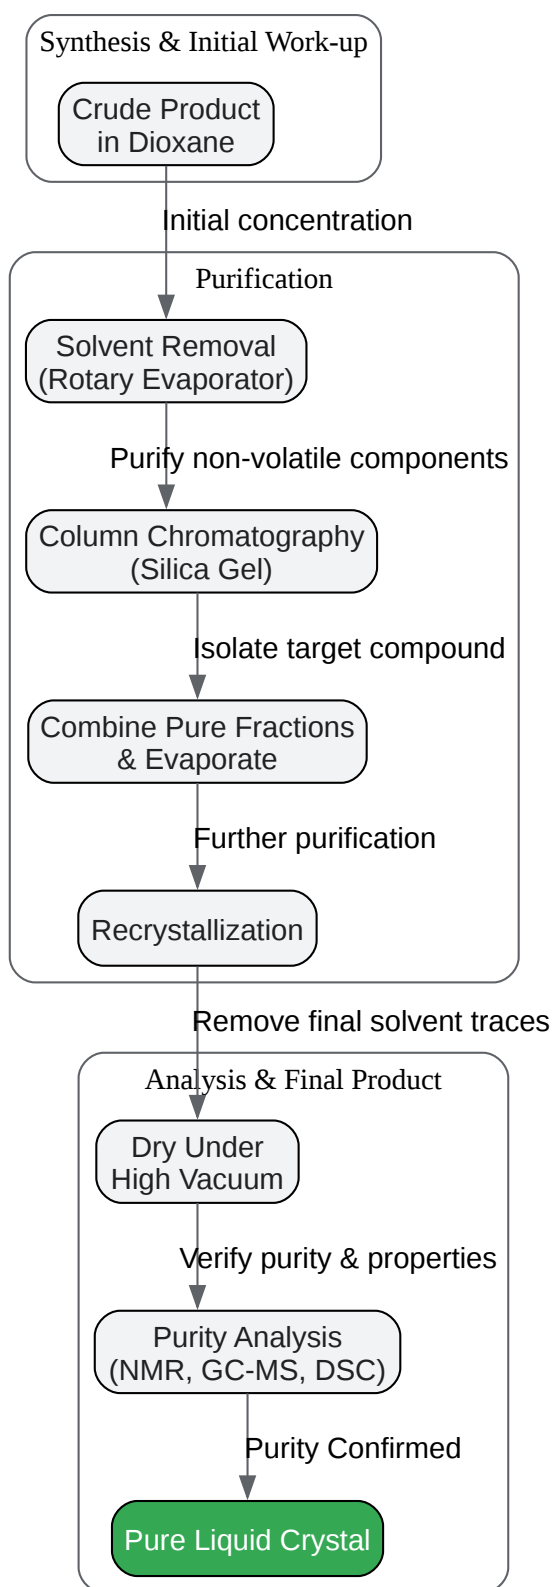 Synthesis & Initial Work-up
Crude Product
in Dioxane
Initial concentration
Purification
Solvent Removal
(Rotary Evaporator)
Purify non-volatile components
Column Chromatography
(Silica Gel)
Isolate target compound
Combine Pure Fractions
& Evaporate
Further purification
Recrystallization
Remove final solvent traces
Analysis & Final Product
Dry Under
High Vacuum
Verify purity & properties
Purity Analysis
(NMR, GC-MS, DSC)
Purity Confirmed
Pure Liquid Crystal